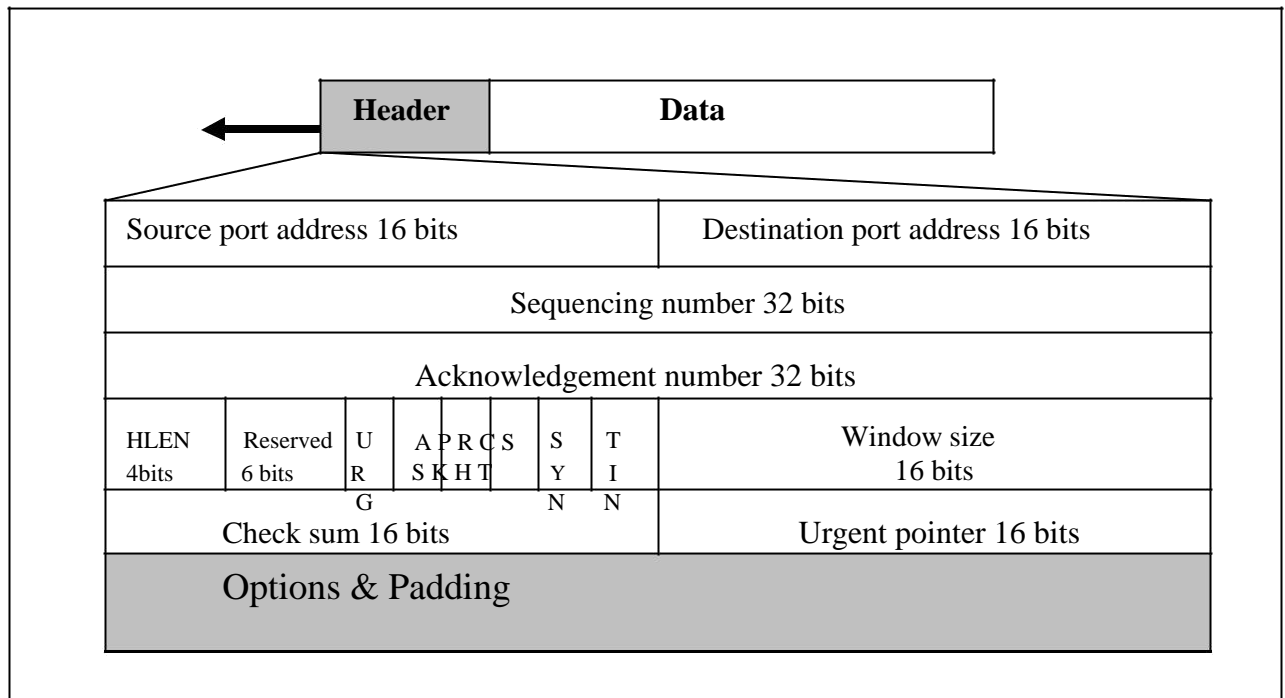 Header Data
Source port address 16 bits Destination port address 16 bits
Sequencing number 32 bits
Acknowledgement number 32 bits
HLEN Reserved U A P R C S S T Window size
4bits 6 bits R S K H T Y I 16 bits
G N N
Check sum 16 bits Urgent pointer 16 bits
Options & Padding